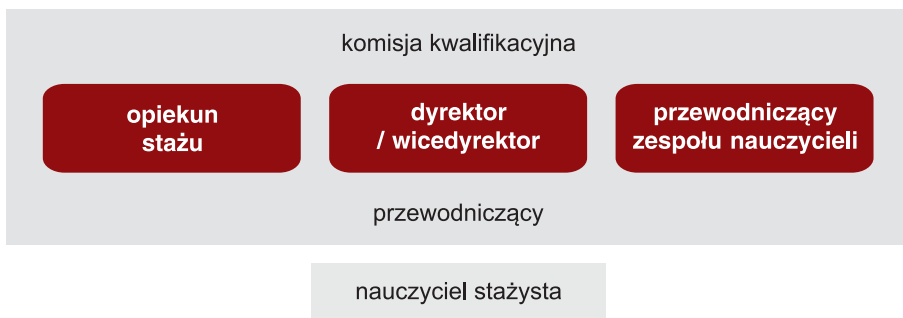 komisja kwalifikacyjna
opiekun
stażu
dyrektor
/ wicedyrektor
przewodniczący
zespołu nauczycieli
przewodniczący
nauczyciel stażysta